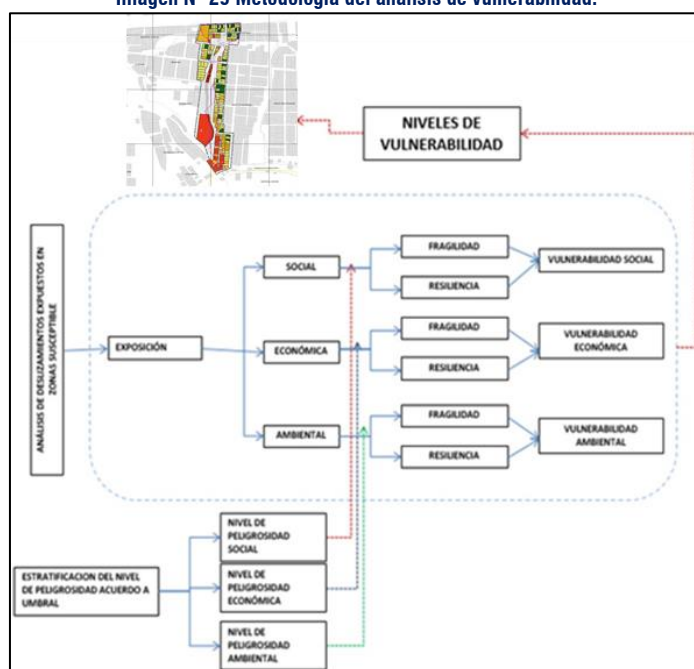 Imagen N° 25 Metodología del análisis de vulnerabilidad.
NIVELES DE
VULNERABILIDAD
ANÁLISIS DE DESLIZAMIENTOS EXPUESTOS EN
ZONAS SUSCEPTIBLE
EXPOSICIÓN
SOCIAL
FRAGILIDAD
RESILIENCIA
VULNERABILIDAD SOCIAL
ECONÓMICA
FRAGILIDAD
RESILIENCIA
VULNERABILIDAD
ECONÓMICA
AMBIENTAL
FRAGILIDAD
RESILIENCIA
VULNERABILIDAD
AMBIENTAL
ESTRATIFICACION DEL NIVEL
DE PELIGROSIDAD ACUERDO A
UMBRAL
NIVEL DE
PELIGROSIDAD
SOCIAL
NIVEL DE
PELIGROSIDAD
ECONÓMICA
NIVEL DE
PELIGROSIDAD
AMBIENTAL